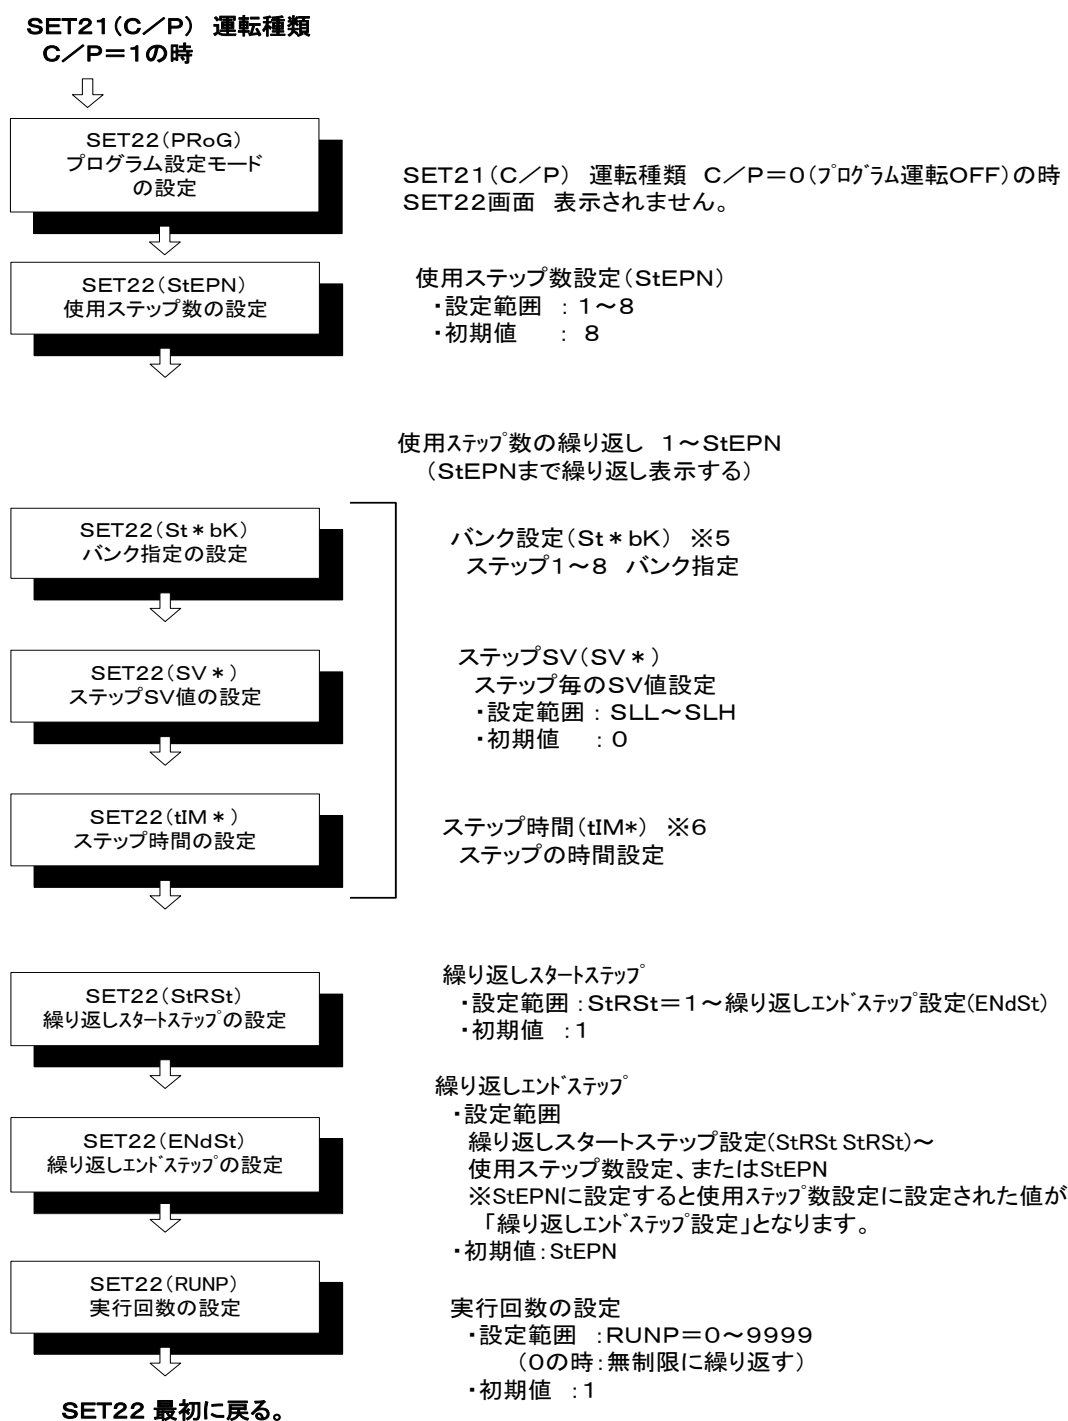 SET21(C/P) 運転種類
C/P=1の時
SET22(PRoG)
プログラム設定モード
の設定
SET21(C/P) 運転種類 C/P=0(プログラム運転OFF)の時
SET22画面 表示されません。
SET22(StEPN)
使用ステップ数の設定
使用ステップ数設定(StEPN)
・設定範囲 : 1~8
・初期値 : 8
使用ステップ数の繰り返し 1~StEPN
(StEPNまで繰り返し表示する)
SET22(St*bK)
バンク指定の設定
バンク設定(St*bK) ※5
ステップ1~8 バンク指定
SET22(SV*)
ステップSV値の設定
ステップSV(SV*)
ステップ毎のSV値設定
・設定範囲 : SLL~SLH
・初期値 : 0
SET22(tIM*)
ステップ時間の設定
ステップ時間(tIM*) ※6
ステップの時間設定
SET22(StRSt)
繰り返しスタートステップの設定
繰り返しスタートステップ
・設定範囲 :StRSt=1~繰り返しエンドステップ設定(ENdSt)
・初期値 :1
SET22(ENdSt)
繰り返しエンドステップの設定
繰り返しエンドステップ
・設定範囲
繰り返しスタートステップ設定(StRSt StRSt)~
使用ステップ数設定、またはStEPN
※StEPNに設定すると使用ステップ数設定に設定された値が
「繰り返しエンドステップ設定」となります。
・初期値:StEPN
SET22(RUNP)
実行回数の設定
実行回数の設定
・設定範囲 :RUNP=0~9999
(0の時:無制限に繰り返す)
・初期値 :1
SET22 最初に戻る。